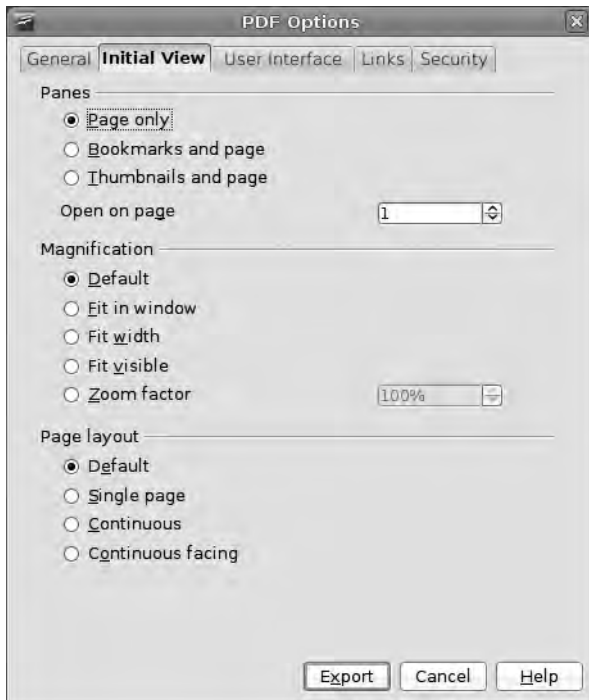 PDF Options
General Initial View User Interface Links Security
Panes
Page only
Bookmarks and page
Thumbnails and page
Open on page 1
Magnification
Default
Fit in window
Fit width
Fit visible
Zoom factor 100%
Page layout
Default
Single page
Continuous
Continuous facing
Export Cancel Help